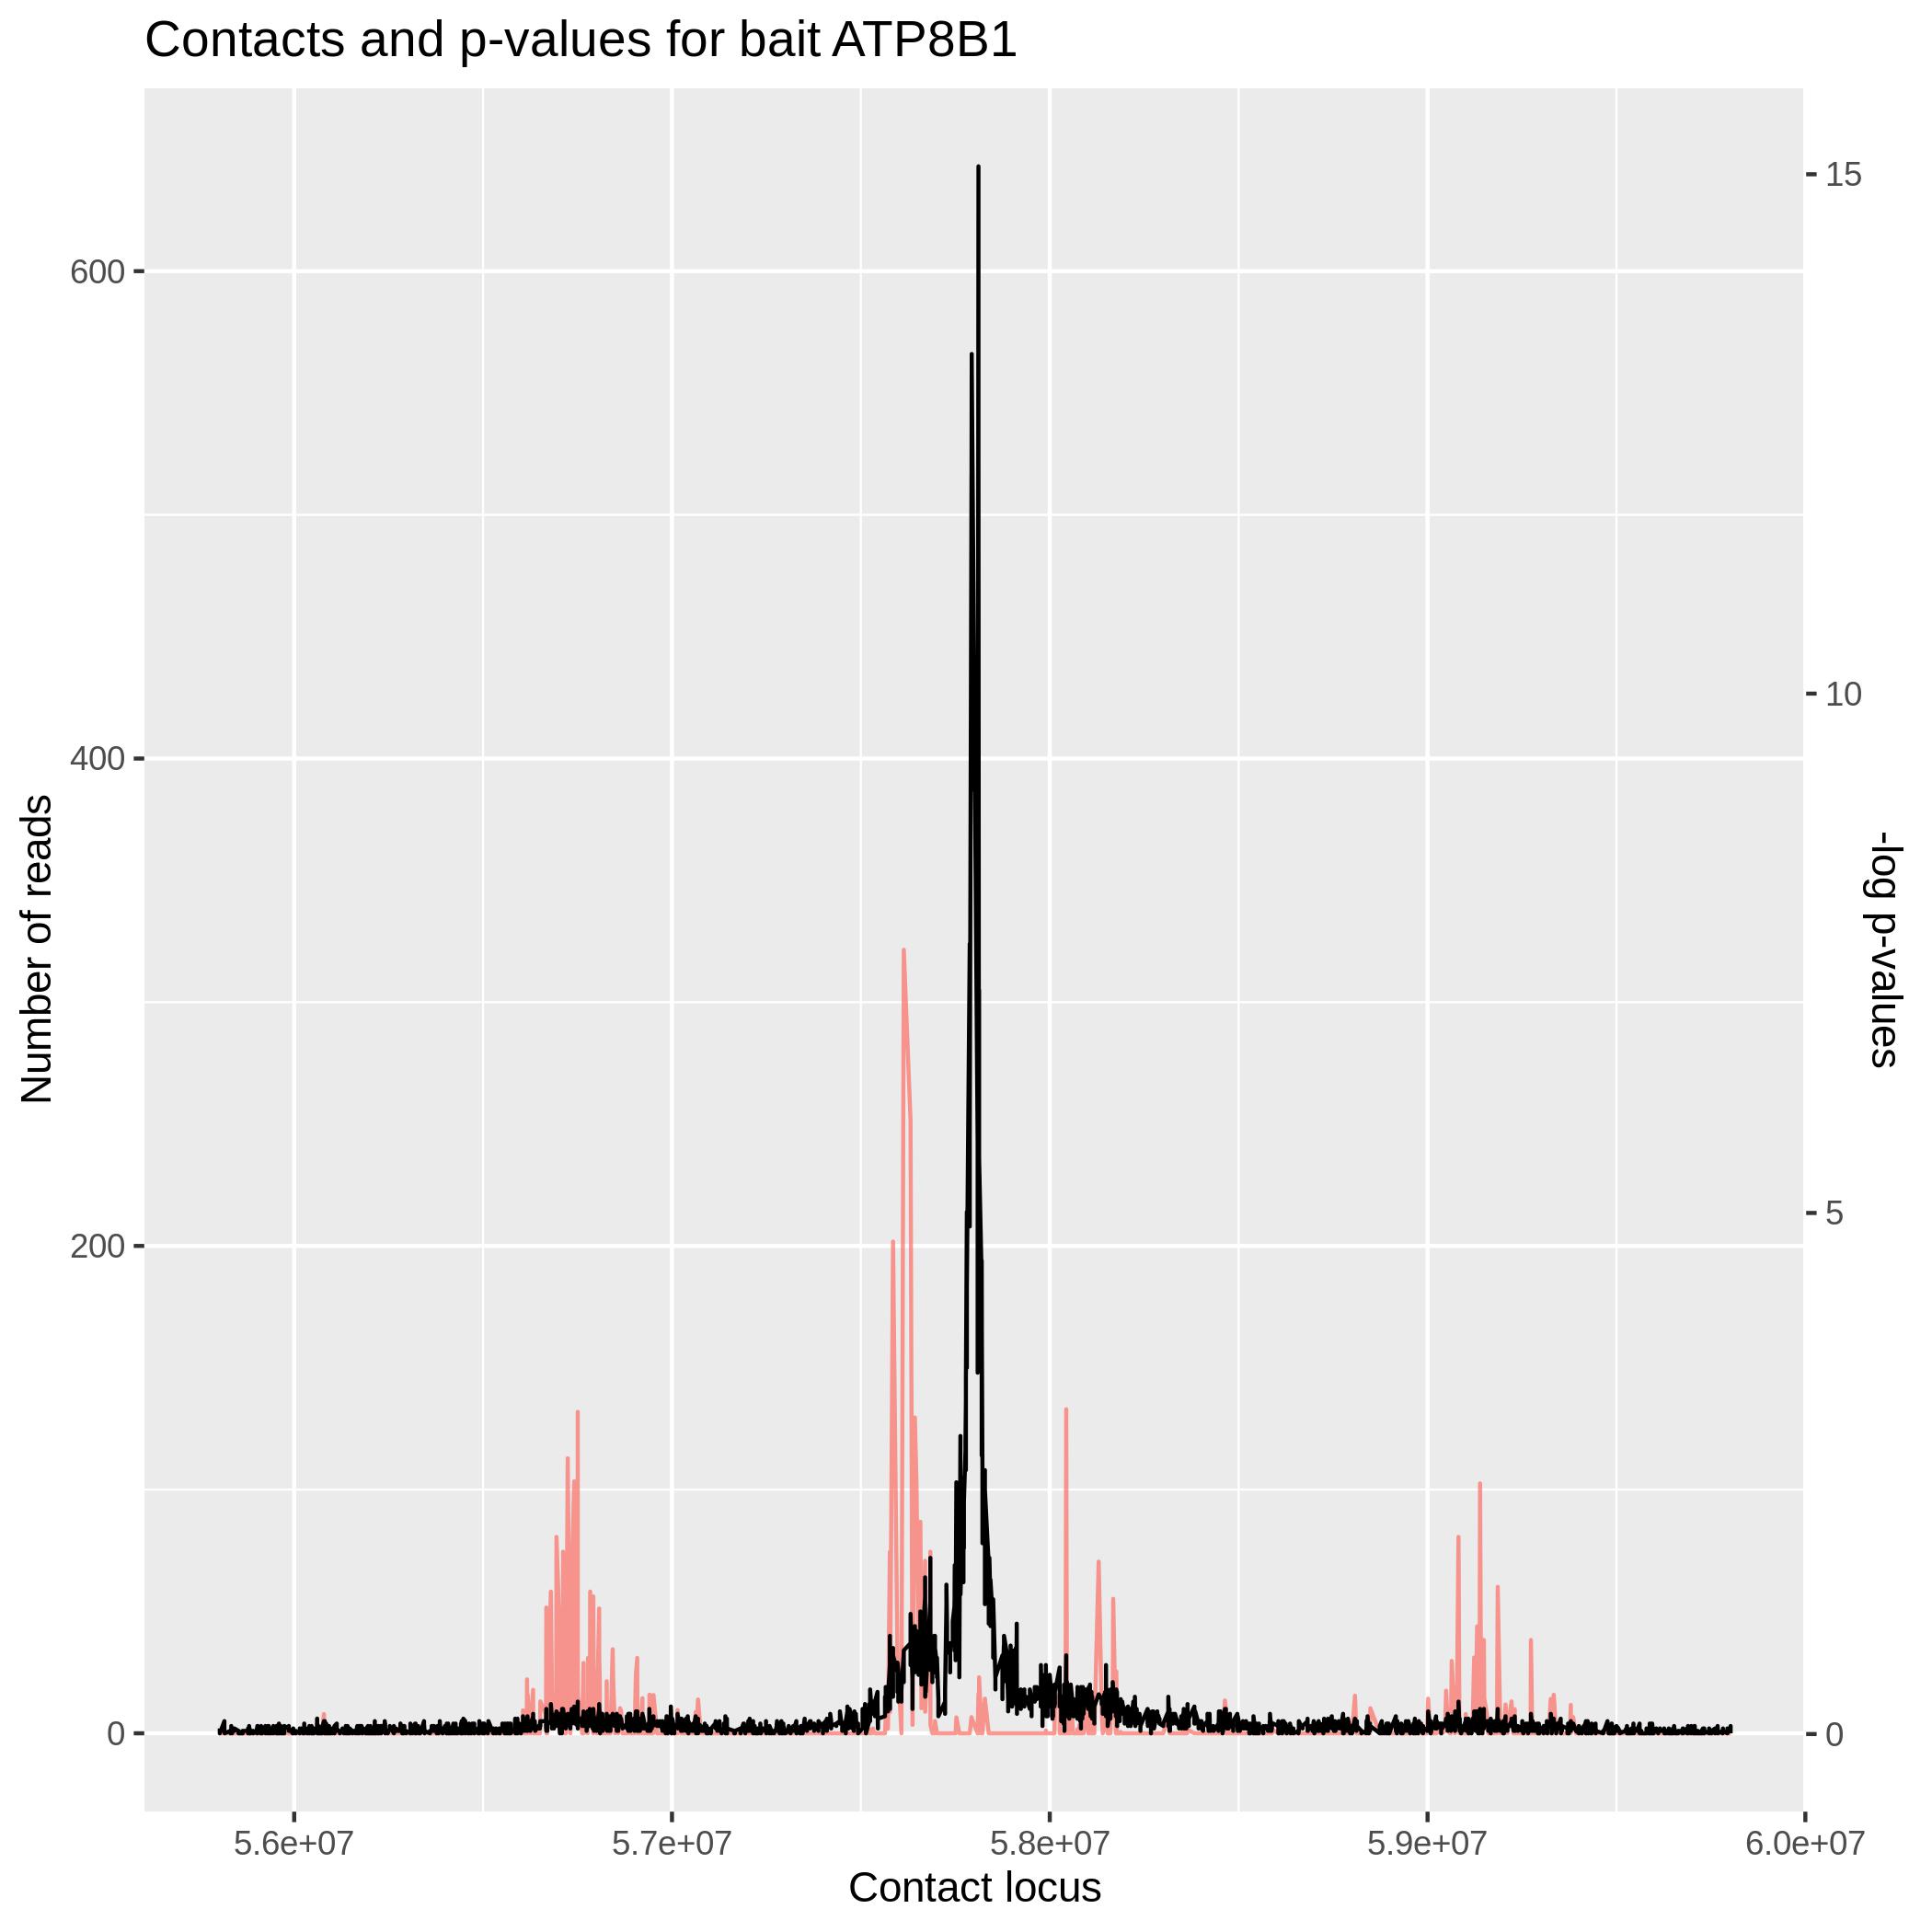 Contacts and p-values for bait ATP8B1
Number of reads
600
400
200
0
15
10
5
0
-log p-values
5.6e+07
5.7e+07
5.8e+07
5.9e+07
6.0e+07
Contact locus